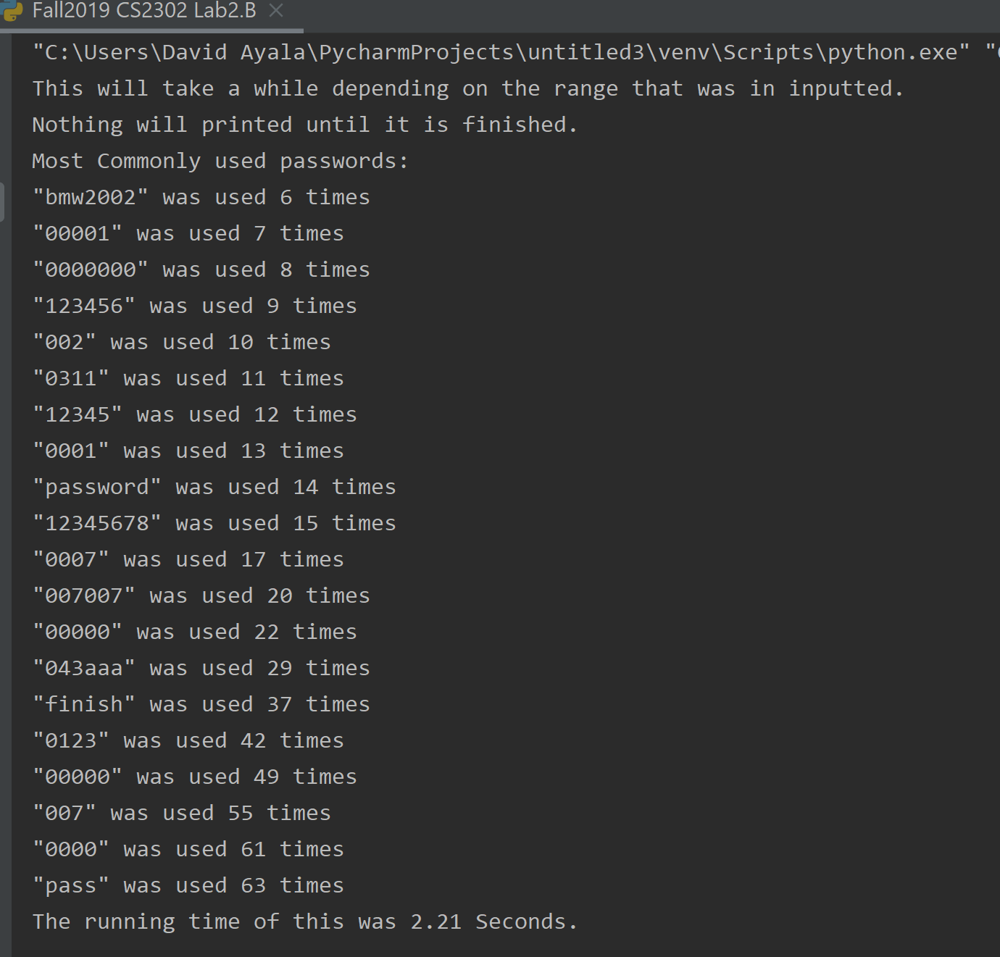 Fall2019 CS2302 Lab2.B
"C:\Users\David Ayala\PycharmProjects\untitled3\venv\Scripts\python.exe" "
This will take a while depending on the range that was in inputted.
Nothing will printed until it is finished.
Most Commonly used passwords:
"bmw2002" was used 6 times
"00001" was used 7 times
"0000000" was used 8 times
"123456" was used 9 times
"002" was used 10 times
"0311" was used 11 times
"12345" was used 12 times
"0001" was used 13 times
"password" was used 14 times
"12345678" was used 15 times
"0007" was used 17 times
"007007" was used 20 times
"00000" was used 22 times
"043aaa" was used 29 times
"finish" was used 37 times
"0123" was used 42 times
"00000" was used 49 times
"007" was used 55 times
"0000" was used 61 times
"pass" was used 63 times
The running time of this was 2.21 Seconds.